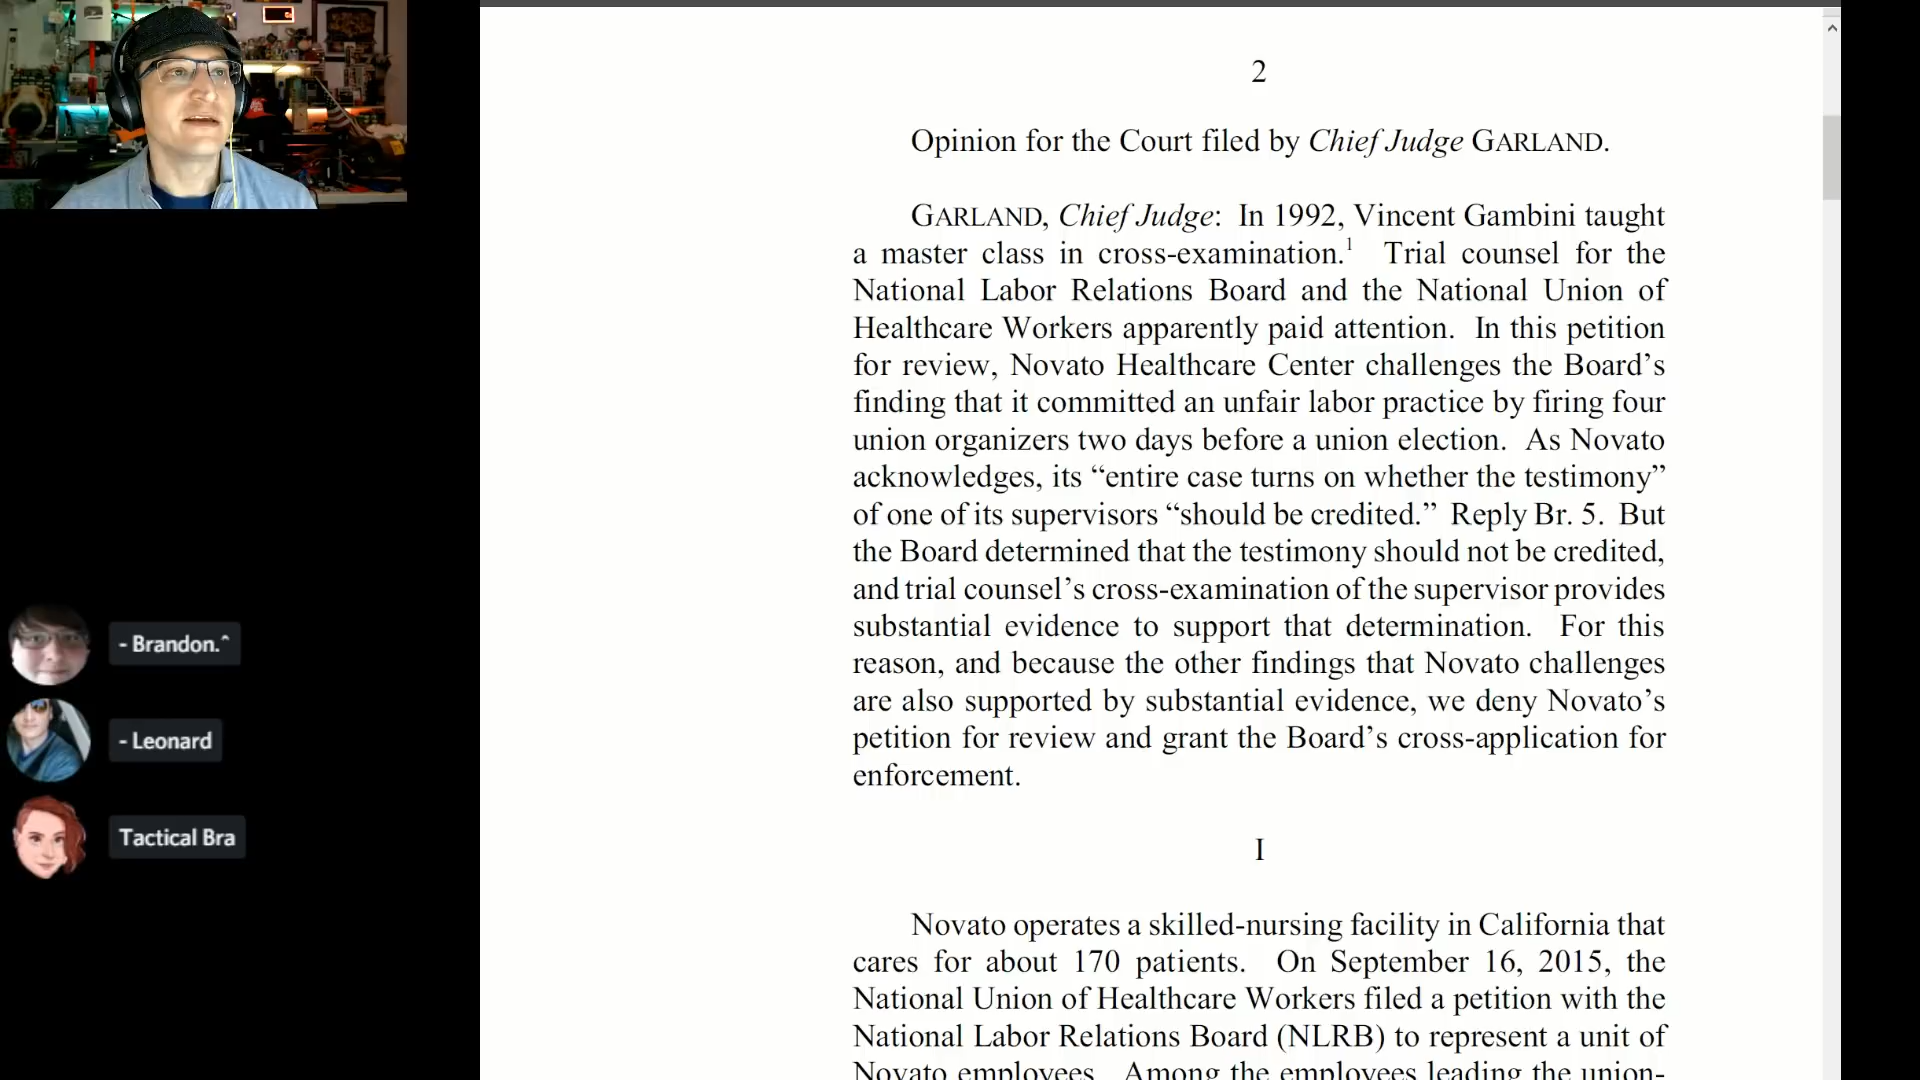 2
Opinion for the Court filed by Chief Judge GARLAND.
GARLAND, Chief Judge: In 1992, Vincent Gambini taught
a master class in cross-examination.1 Trial counsel for the
National Labor Relations Board and the National Union of
Healthcare Workers apparently paid attention. In this petition
for review, Novato Healthcare Center challenges the Board’s
finding that it committed an unfair labor practice by firing four
union organizers two days before a union election. As Novato
acknowledges, its “entire case turns on whether the testimony”
of one of its supervisors “should be credited.” Reply Br. 5. But
the Board determined that the testimony should not be credited,
and trial counsel’s cross-examination of the supervisor provides
substantial evidence to support that determination. For this
reason, and because the other findings that Novato challenges
are also supported by substantial evidence, we deny Novato’s
petition for review and grant the Board’s cross-application for
enforcement.
I
Novato operates a skilled-nursing facility in California that
cares for about 170 patients. On September 16, 2015, the
National Union of Healthcare Workers filed a petition with the
National Labor Relations Board (NLRB) to represent a unit of
Novato employees. Among the employees leading the union-
- Brandon.^
- Leonard
Tactical Bra